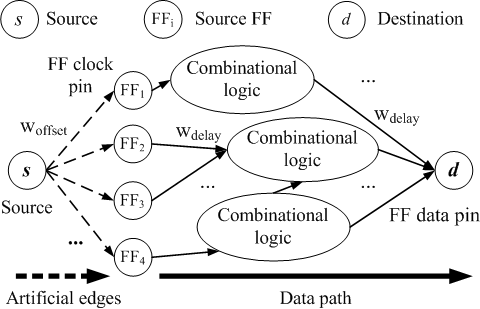 s Source FFi Source FF d Destination
FF clock
pin
FF1
Combinational
logic
...
Woffset
Wdelay
FF2
Wdelay
Combinational
logic
s
d
Source
FF3
...
...
FF data pin
...
Combinational
logic
FF4
Artificial edges
Data path